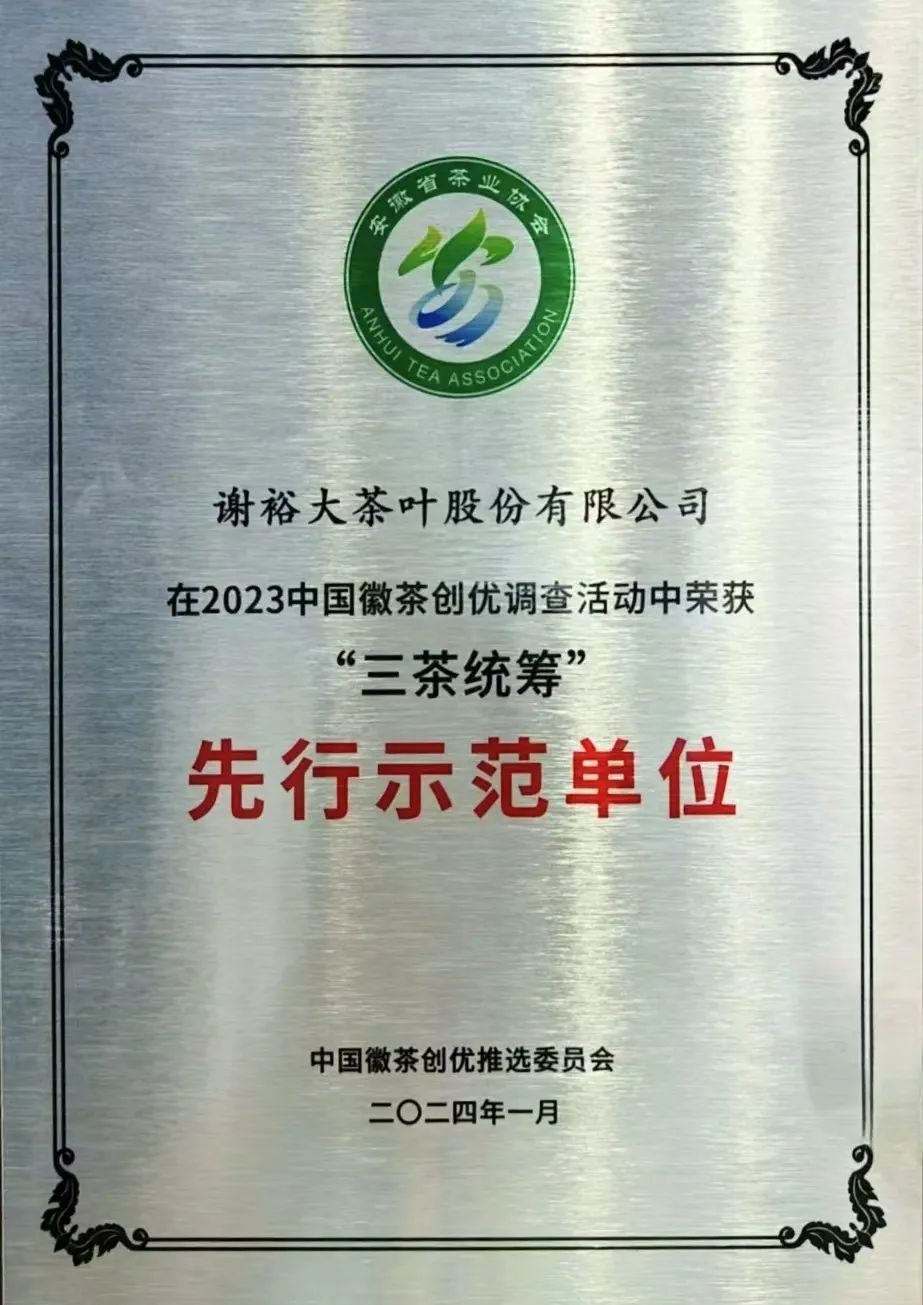 安徽省茶业协会
ANHUI TEA ASSOCIATION
谢裕大茶叶股份有限公司
在2023中国徽茶创优调查活动中荣获
“三茶统筹”
先行示范单位
中国徽茶创优推选委员会
二〇二四年一月